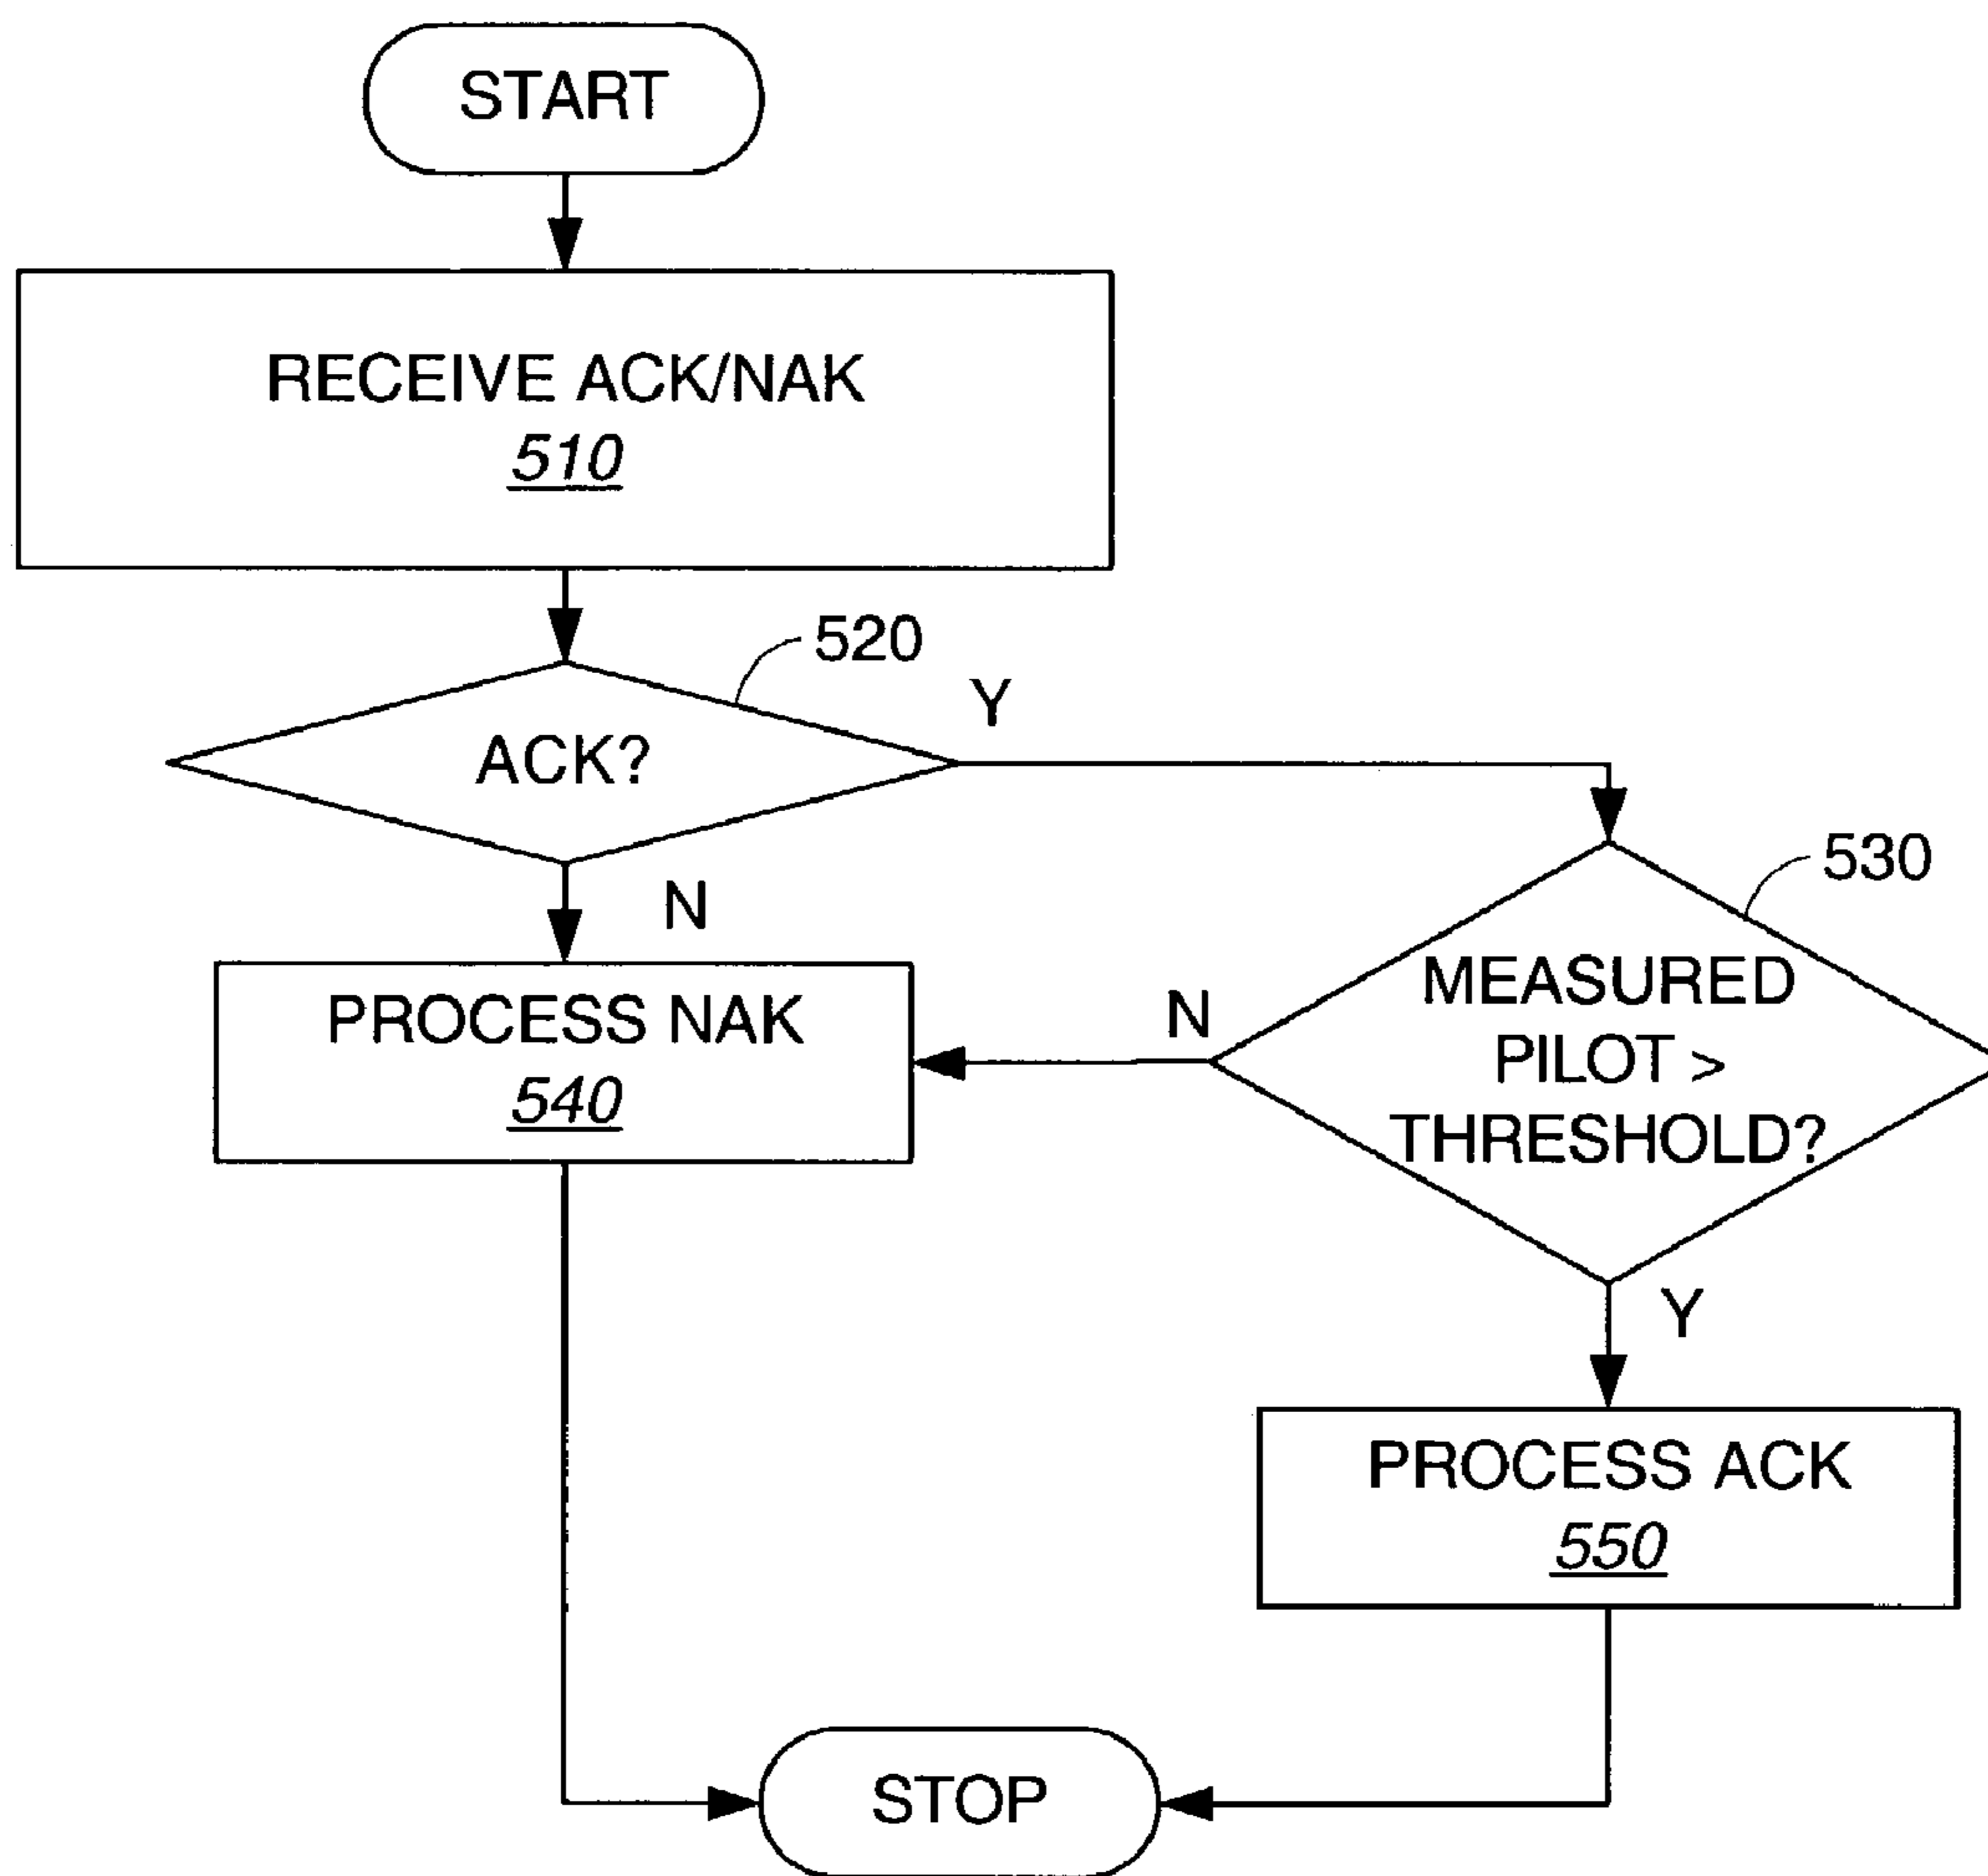 START
RECEIVE ACK/NAK
510
520
Y
ACK?
530
N
MEASURED
PILOT >
THRESHOLD?
N
PROCESS NAK
540
Y
PROCESS ACK
550
STOP